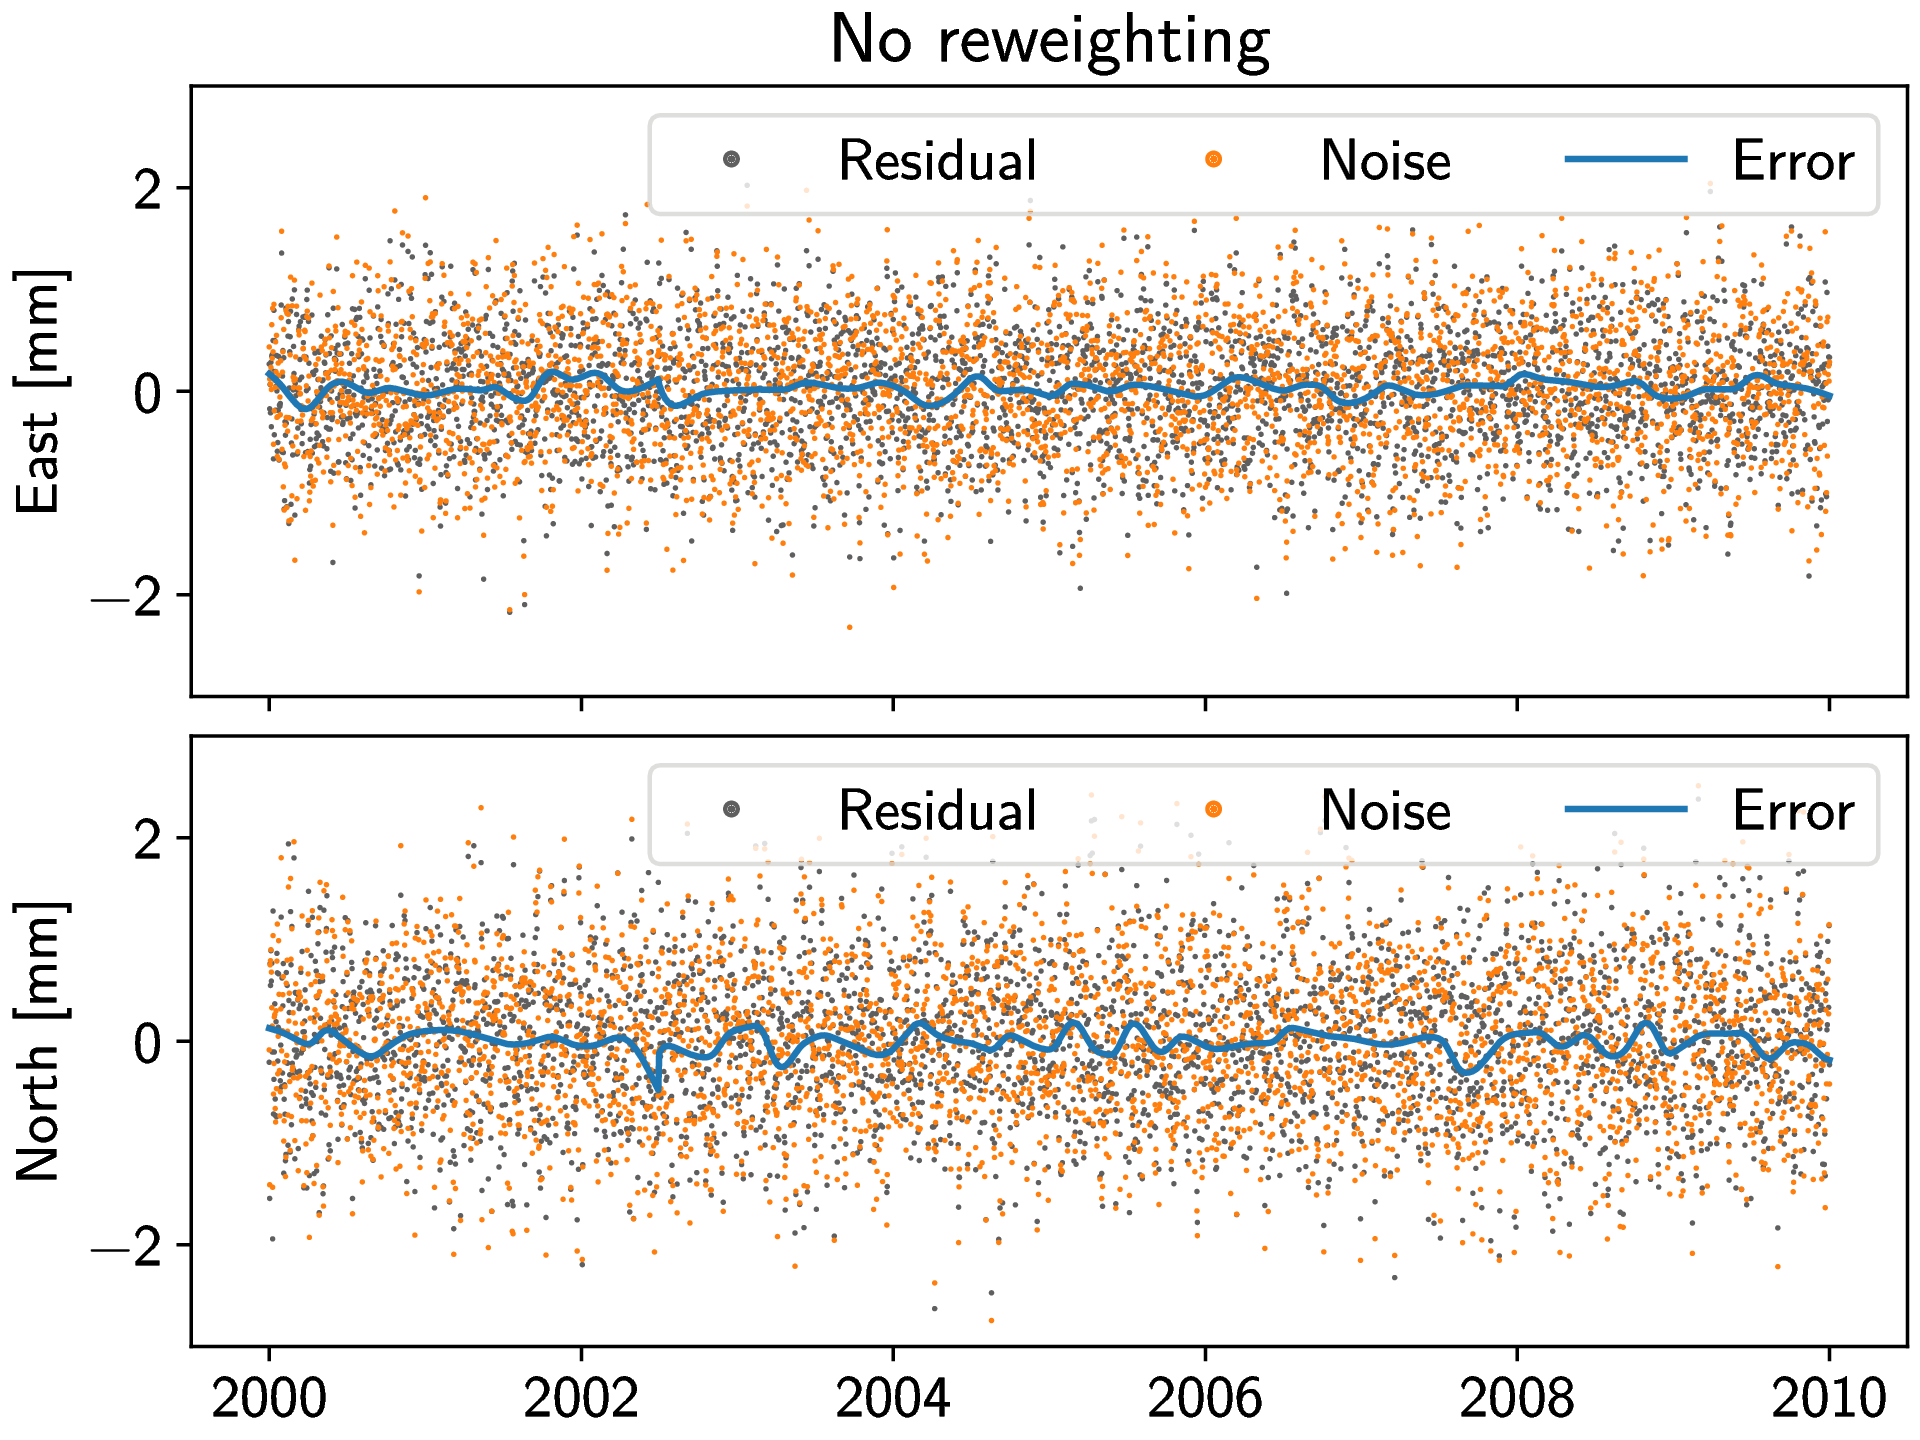 No reweighting
Residual Noise Error
2
0
−2
East [mm]
Residual Noise Error
2
0
−2
North [mm]
2000 2002 2004 2006 2008 2010